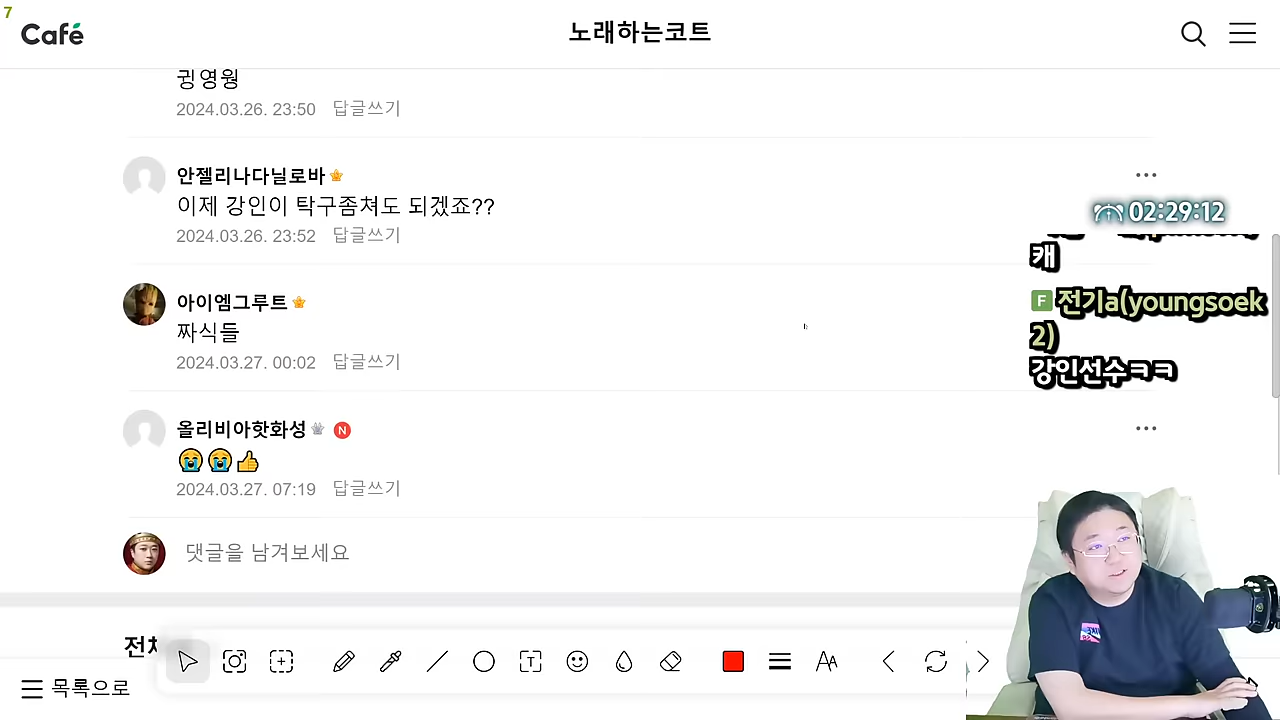 7
Café
노래하는코트
귕영웡
2024.03.26. 23:50 답글쓰기
안젤리나다닐로바
이제 강인이 탁구좀쳐도 되겠죠??
2024.03.26. 23:52 답글쓰기
02:29:12
캐
F 전기a(youngsoek
2)
강인선수ㅋㅋ
아이엠그루트
짜식들
2024.03.27. 00:02 답글쓰기
올리비아핫화성 N
😭😭👍
2024.03.27. 07:19 답글쓰기
댓글을 남겨보세요
목록으로